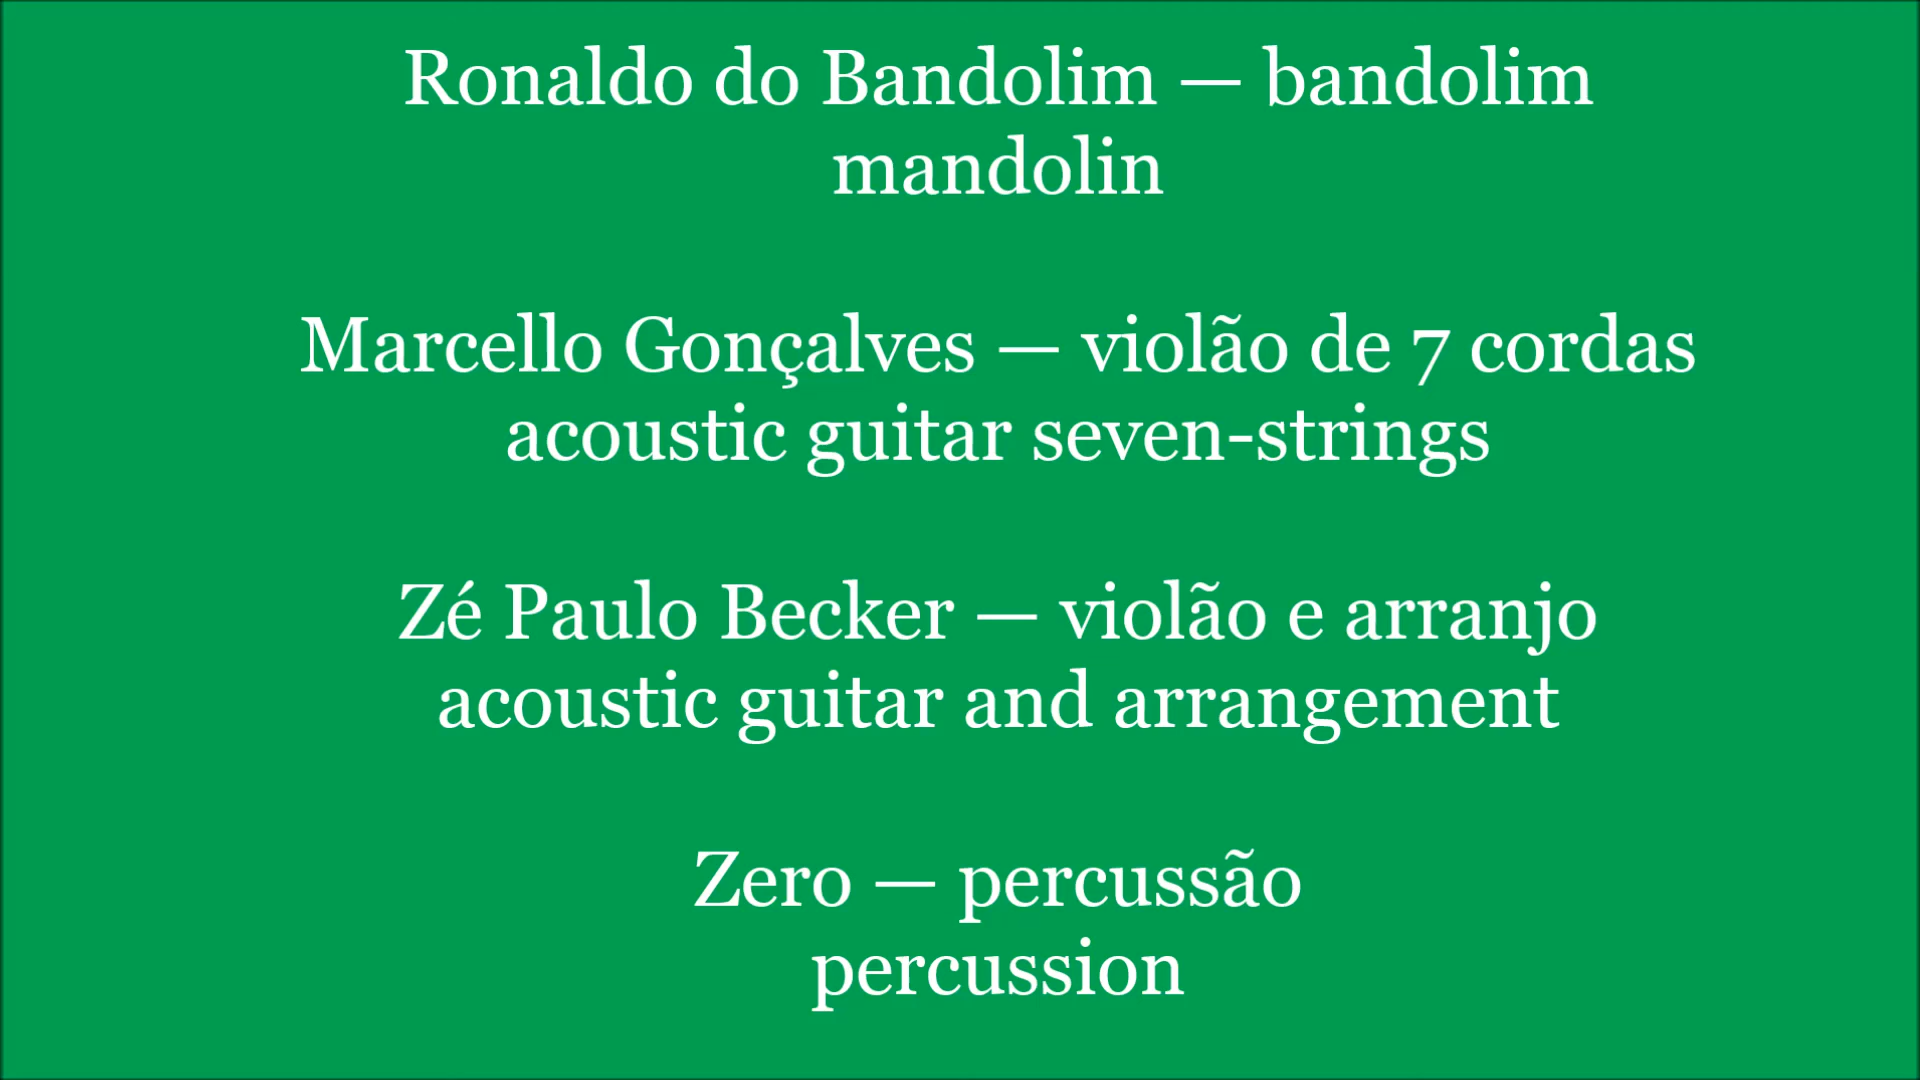 Ronaldo do Bandolim — bandolim
mandolin
Marcello Gonçalves — violão de 7 cordas
acoustic guitar seven-strings
Zé Paulo Becker — violão e arranjo
acoustic guitar and arrangement
Zero — percussão
percussion